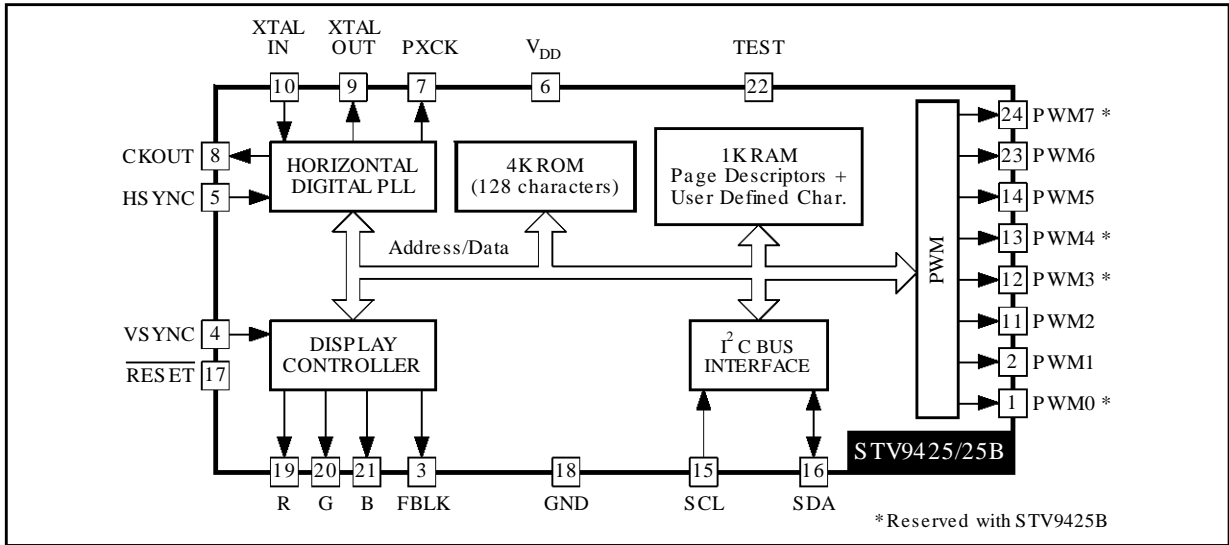 XTAL IN
XTAL OUT
PXCK
VDD
TEST
10
9
7
6
22
CKOUT
8
HSYNC
5
HORIZONTAL
DIGITAL PLL
4K ROM
(128 characters)
1K RAM
Page Descriptors +
User Defined Char.
Address/Data
PWM
24
PWM7 *
23
PWM6
14
PWM5
13
PWM4 *
12
PWM3 *
11
PWM2
2
PWM1
1
PWM0 *
VSYNC
4
RESET
17
DISPLAY
CONTROLLER
I2C BUS
INTERFACE
STV9425/25B
19
20
21
3
18
15
16
R
G
B
FBLK
GND
SCL
SDA
* Reserved with STV9425B